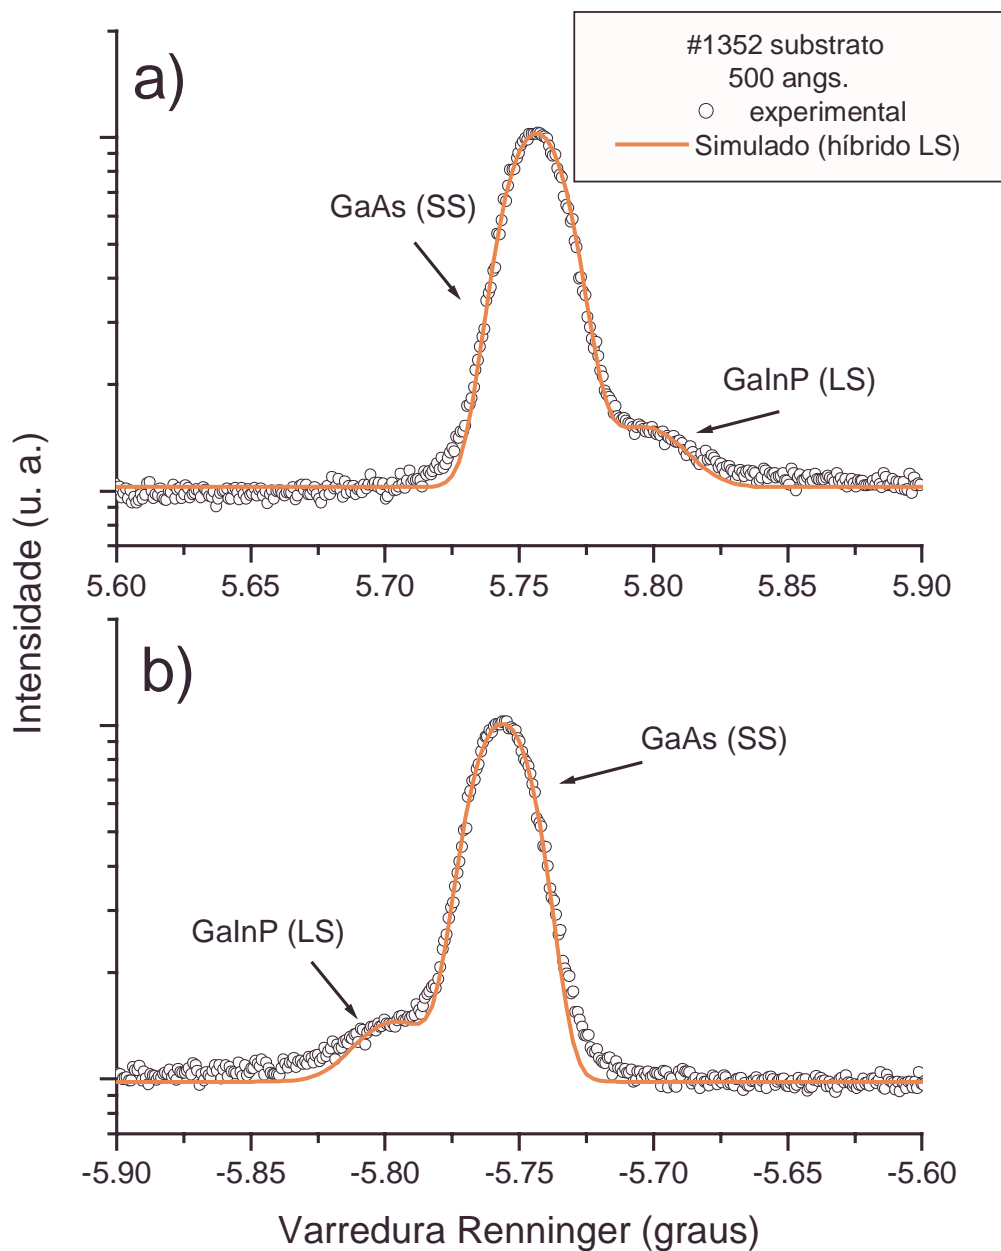 #1352 substrato
500 angs.
experimental
Simulado (híbrido LS)
a)
GaAs (SS)
GaInP (LS)
5.60 5.65 5.70 5.75 5.80 5.85 5.90
Intensidade (u. a.)
b)
GaAs (SS)
GaInP (LS)
-5.90 -5.85 -5.80 -5.75 -5.70 -5.65 -5.60
Varredura Renninger (graus)